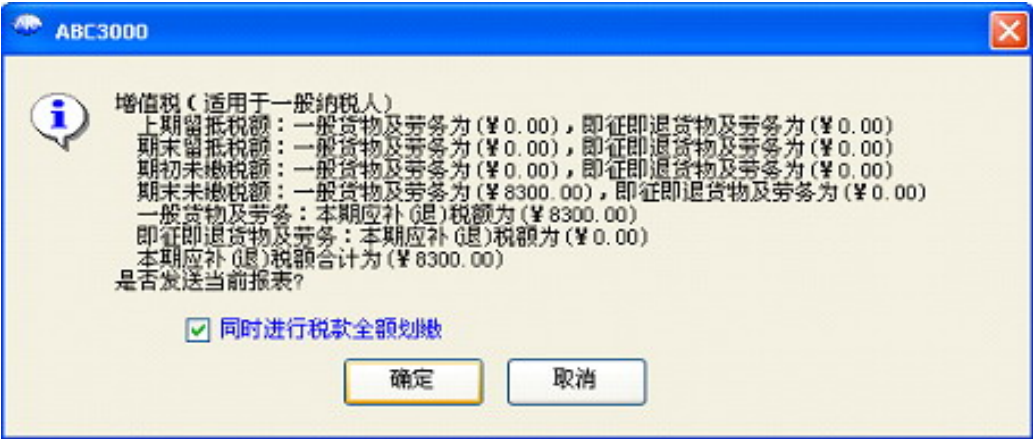 ABC3000
增值税(适用于一般纳税人)
上期留抵税额:一般货物及劳务为(¥0.00),即征即退货物及劳务为(¥0.00)
期末留抵税额:一般货物及劳务为(¥0.00),即征即退货物及劳务为(¥0.00)
期初未缴税额:一般货物及劳务为(¥0.00),即征即退货物及劳务为(¥0.00)
期末未缴税额:一般货物及劳务为(¥8300.00),即征即退货物及劳务为(¥0.00)
一般货物及劳务:本期应补(退)税额为(¥8300.00)
即征即退货物及劳务:本期应补(退)税额为(¥0.00)
本期应补(退)税额合计为(¥8300.00)
是否发送当前报表?
同时进行税款全额划缴
确定
取消